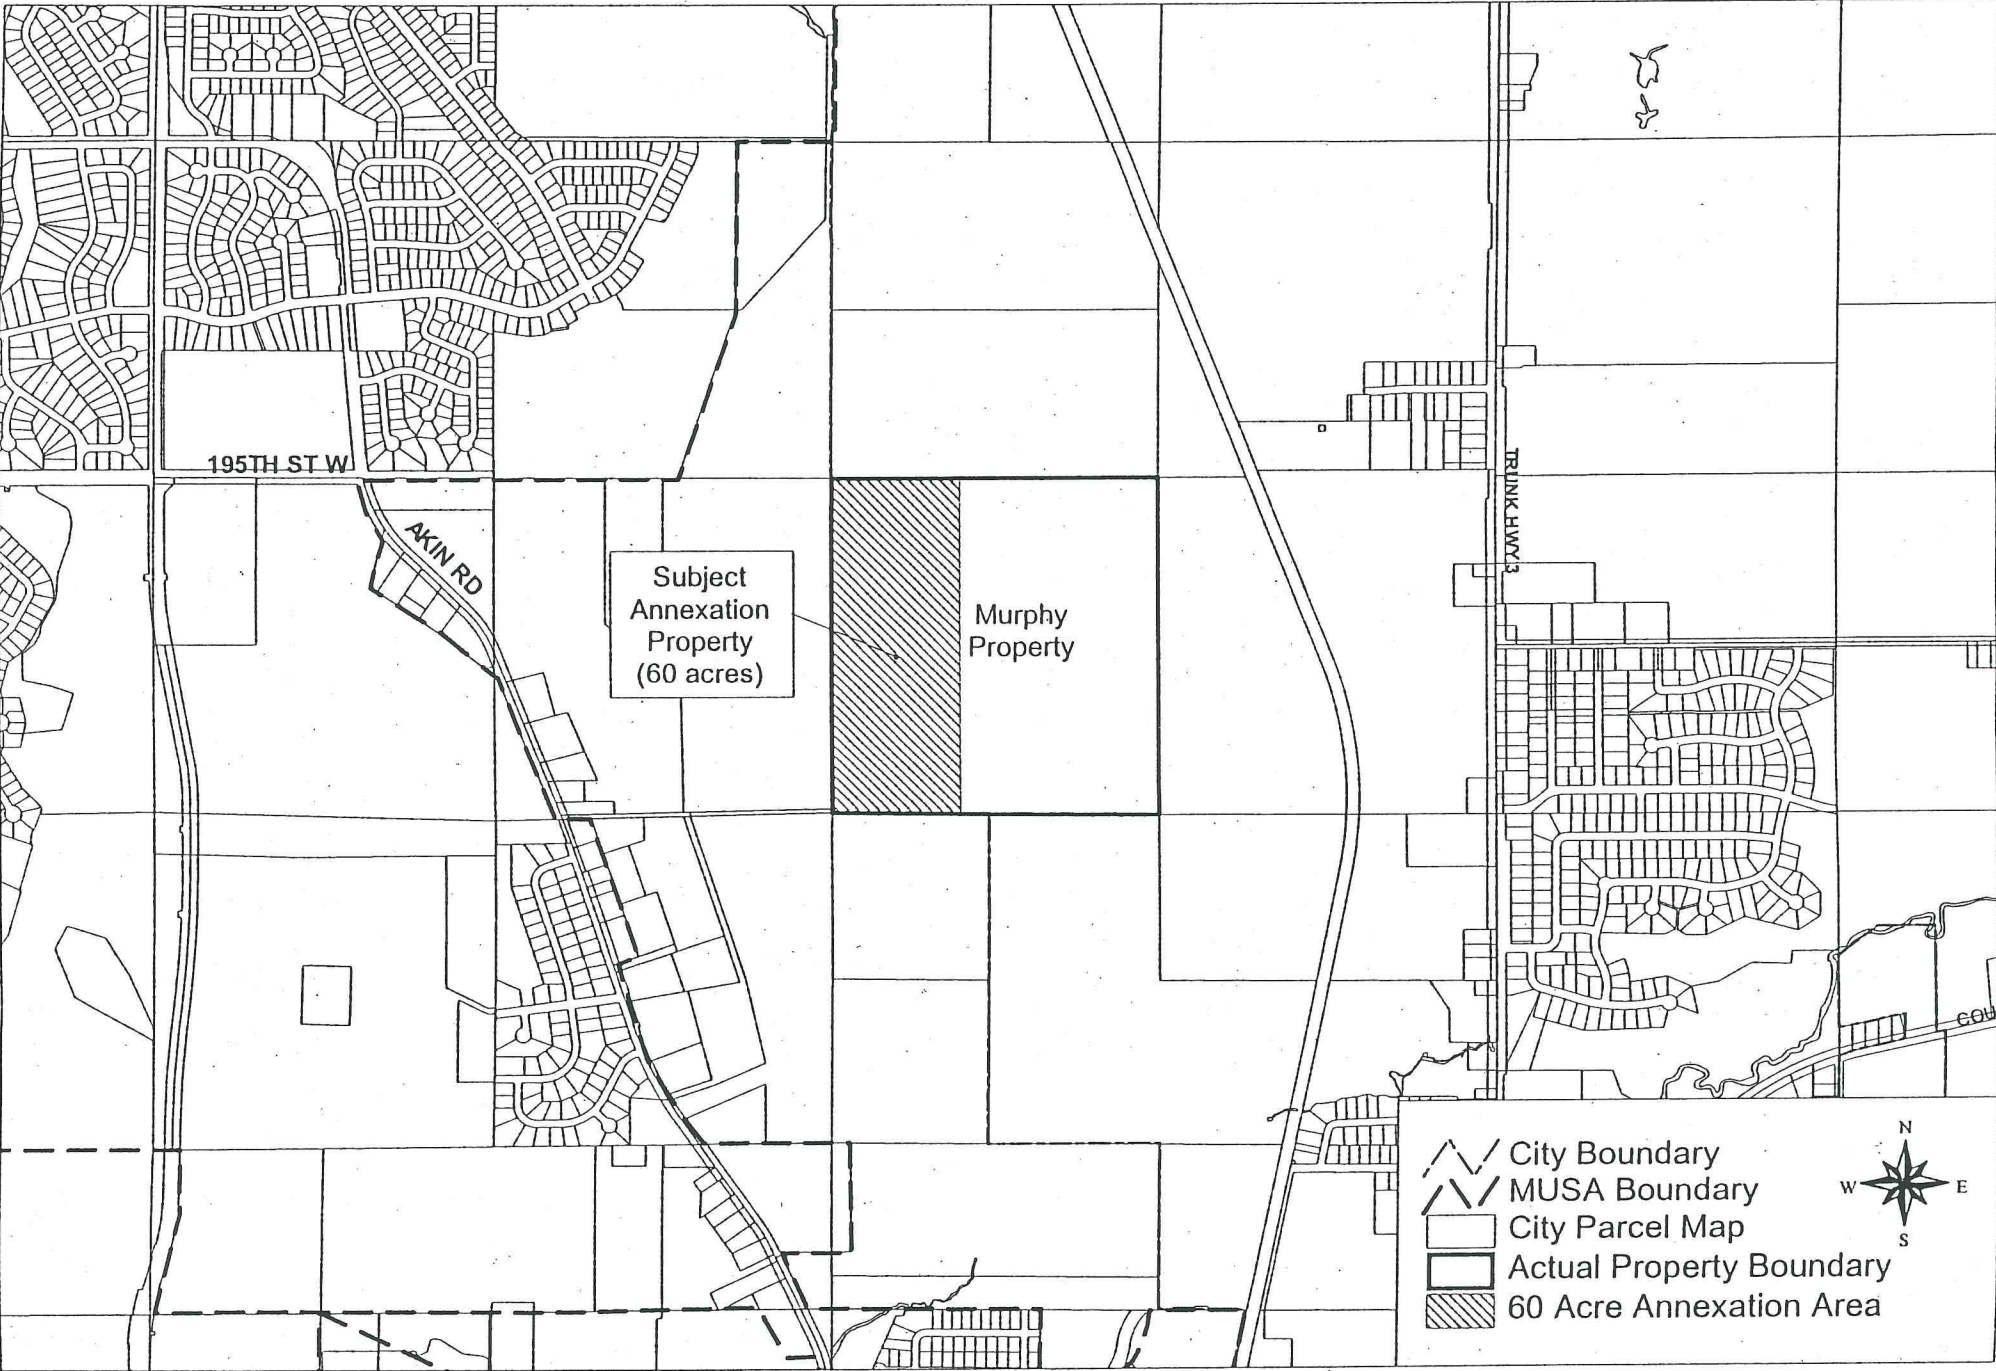 195TH ST W
AKIN RD
TRUNK HWY 3
Subject
Annexation
Property
(60 acres)
Murphy
Property
COU
City Boundary
MUSA Boundary
City Parcel Map
Actual Property Boundary
60 Acre Annexation Area
N
W
E
S